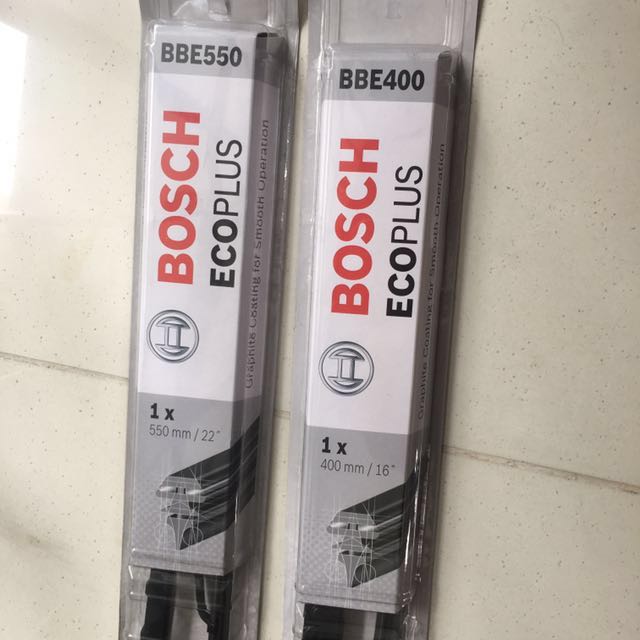 BBE550
BOSCH
ECOPLUS
Graphite Coating for Smooth Operation
1 x
550 mm / 22"
BBE400
BOSCH
ECOPLUS
Graphite Coating for Smooth Operation
1 x
400 mm / 16"